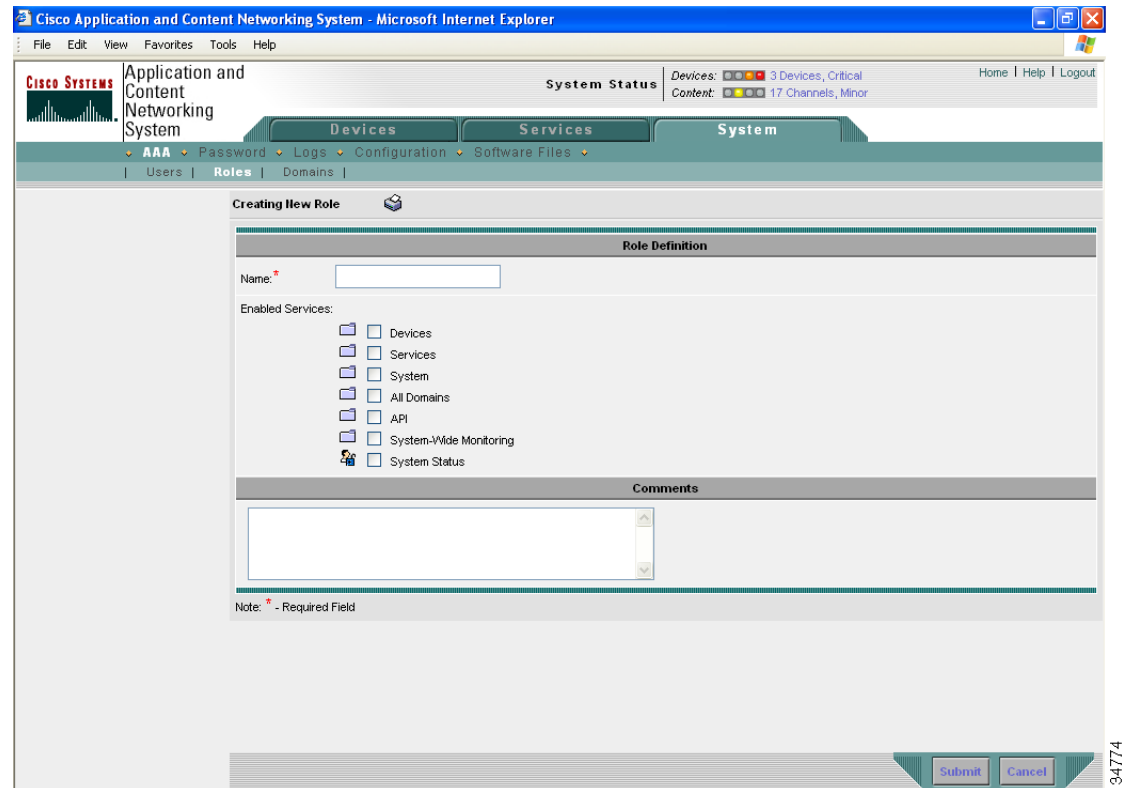 Cisco Application and Content Networking System - Microsoft Internet Explorer
File Edit View Favorites Tools Help
CISCO SYSTEMS
Application and
Content
Networking
System
System Status
Devices: 3 Devices, Critical
Content: 17 Channels, Minor
Home | Help | Logout
Devices Services System
AAA Password Logs Configuration Software Files
| Users | Roles | Domains |
Creating New Role
Role Definition
Name:*
Enabled Services:
Devices
Services
System
All Domains
API
System-Wide Monitoring
System Status
Comments
Note: * - Required Field
Submit Cancel
34774